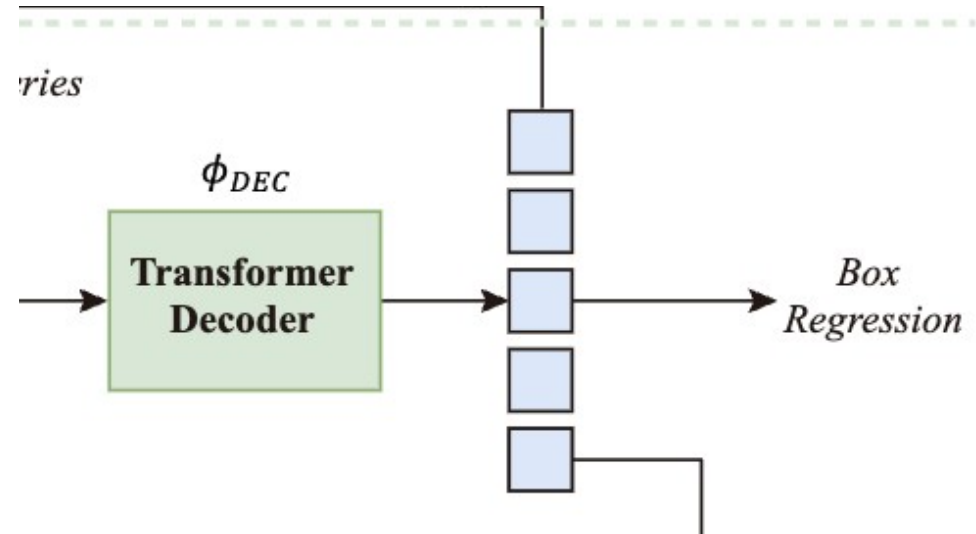 ries
ϕDEC
Transformer
Decoder
Box
Regression